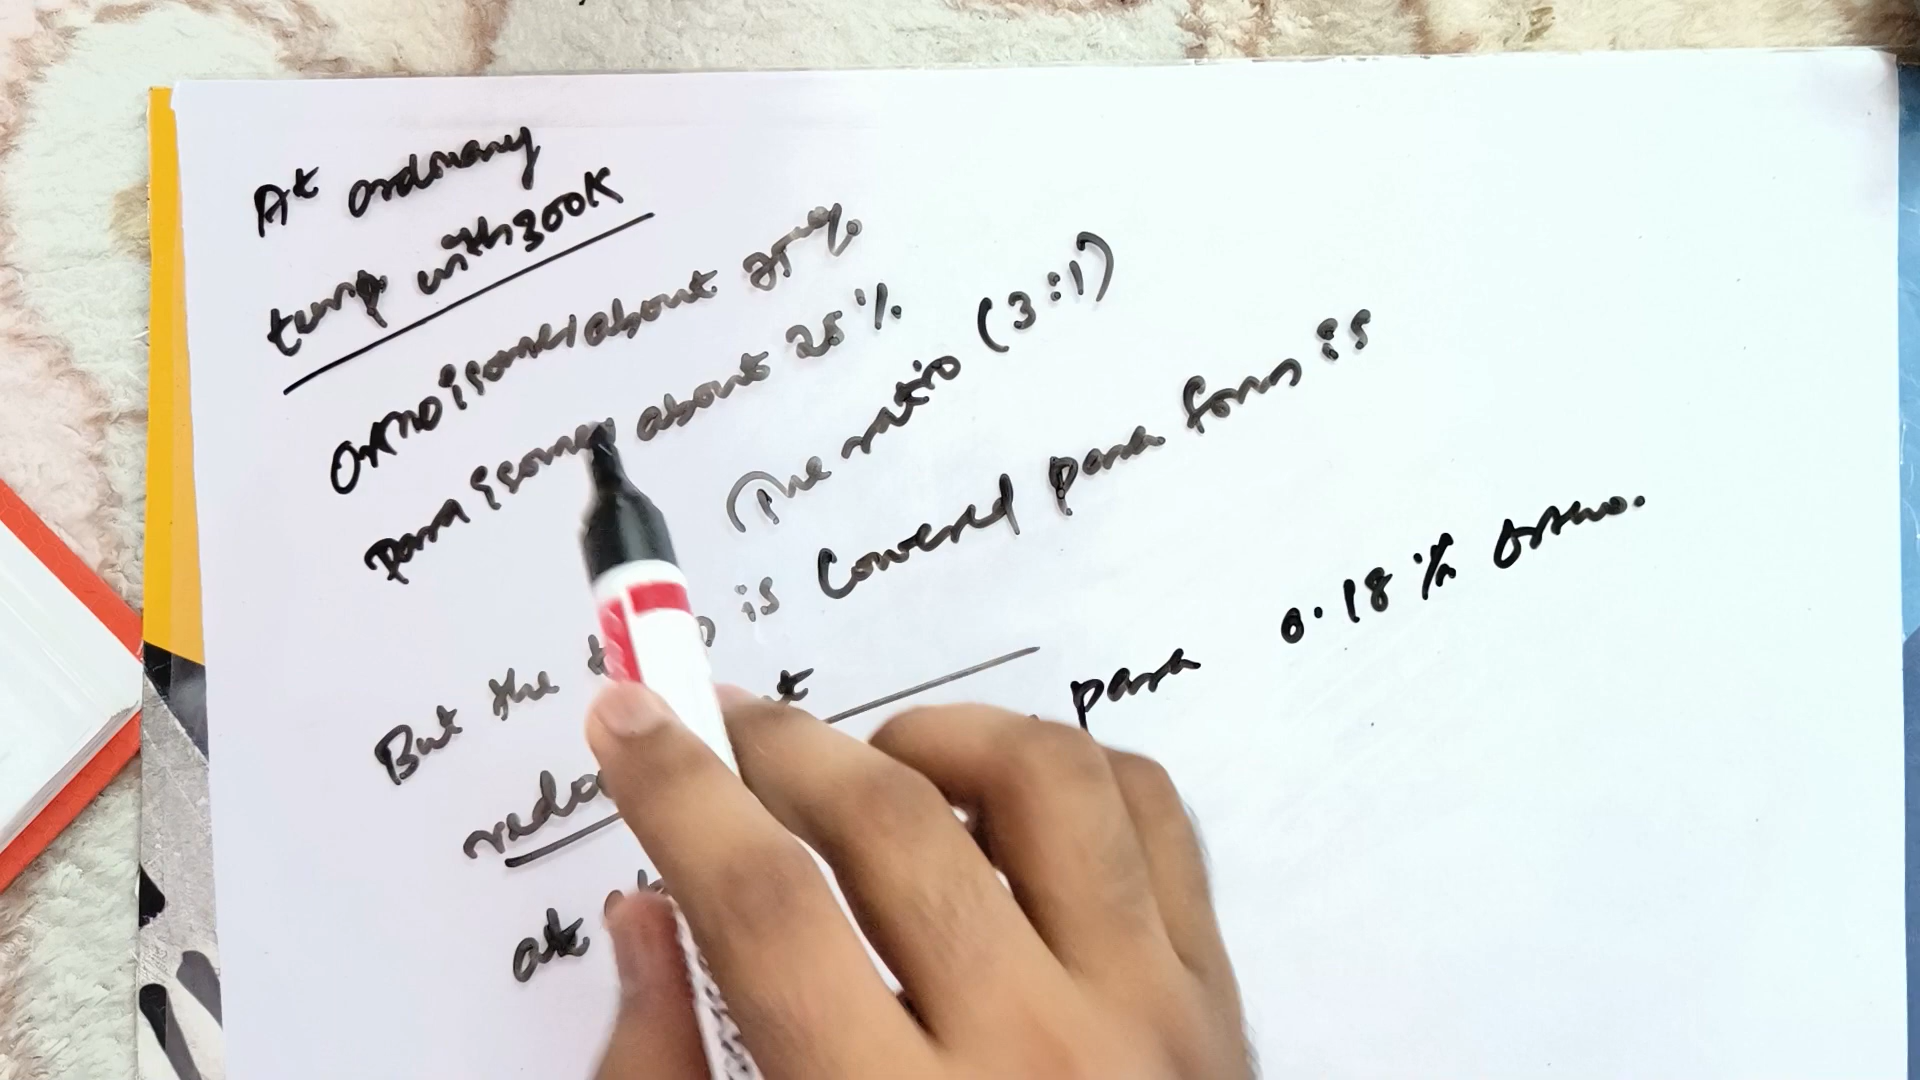 At ordinary
temp with 300K
Ortho isomer about 75%
para isomer about 25%
The ratio (3:1)
But the is Lowered para form is
at para 0.18% ortho.